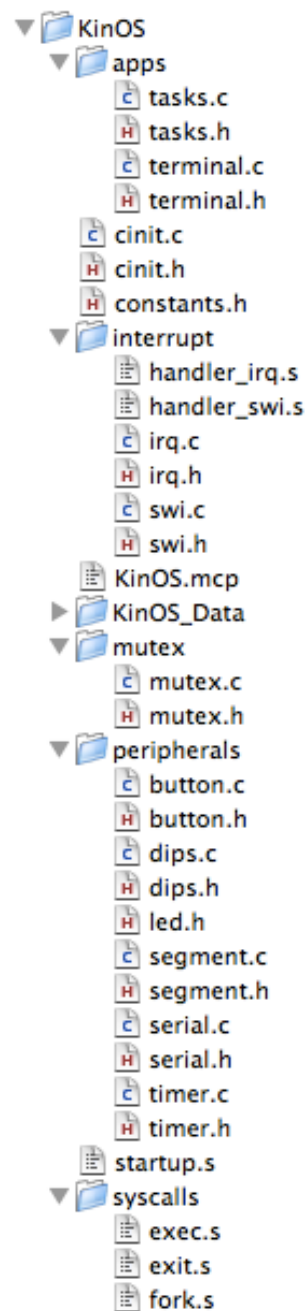 KinOS
apps
tasks.c
tasks.h
terminal.c
terminal.h
cinit.c
cinit.h
constants.h
interrupt
handler_irq.s
handler_swi.s
irq.c
irq.h
swi.c
swi.h
KinOS.mcp
KinOS_Data
mutex
mutex.c
mutex.h
peripherals
button.c
button.h
dips.c
dips.h
led.h
segment.c
segment.h
serial.c
serial.h
timer.c
timer.h
startup.s
syscalls
exec.s
exit.s
fork.s